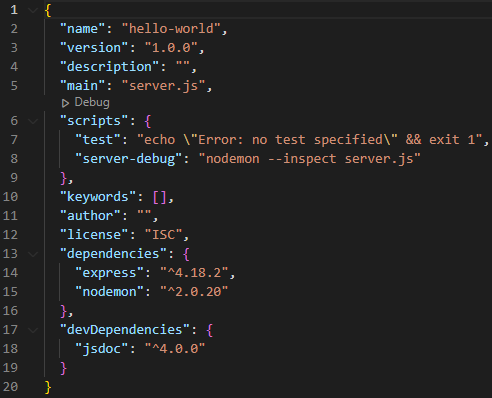 1 {
2 "name": "hello-world",
3 "version": "1.0.0",
4 "description": "",
5 "main": "server.js",
Debug
6 "scripts": {
7 "test": "echo \"Error: no test specified\" && exit 1",
8 "server-debug": "nodemon --inspect server.js"
9 },
10 "keywords": [],
11 "author": "",
12 "license": "ISC",
13 "dependencies": {
14 "express": "^4.18.2",
15 "nodemon": "^2.0.20"
16 },
17 "devDependencies": {
18 "jsdoc": "^4.0.0"
19 }
20 }